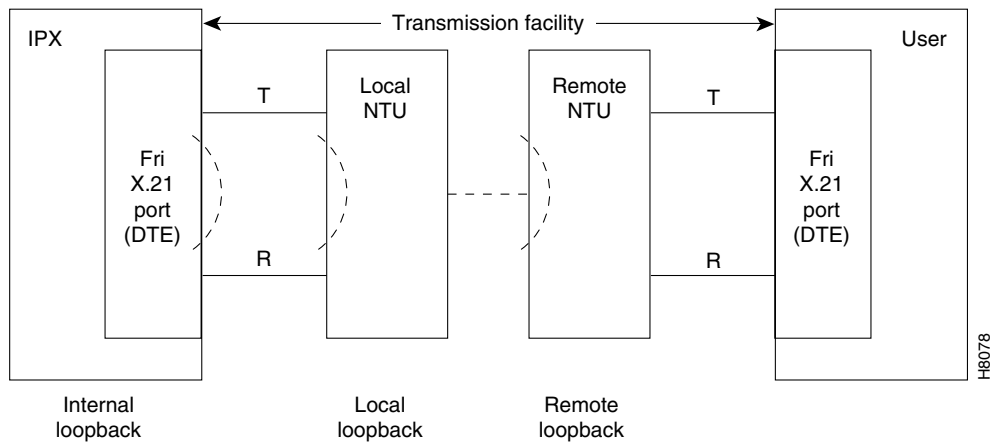 Transmission facility
IPX
User
Fri
X.21
port
(DTE)
T
R
Local
NTU
Remote
NTU
T
R
Fri
X.21
port
(DTE)
Internal
loopback
Local
loopback
Remote
loopback
H8078